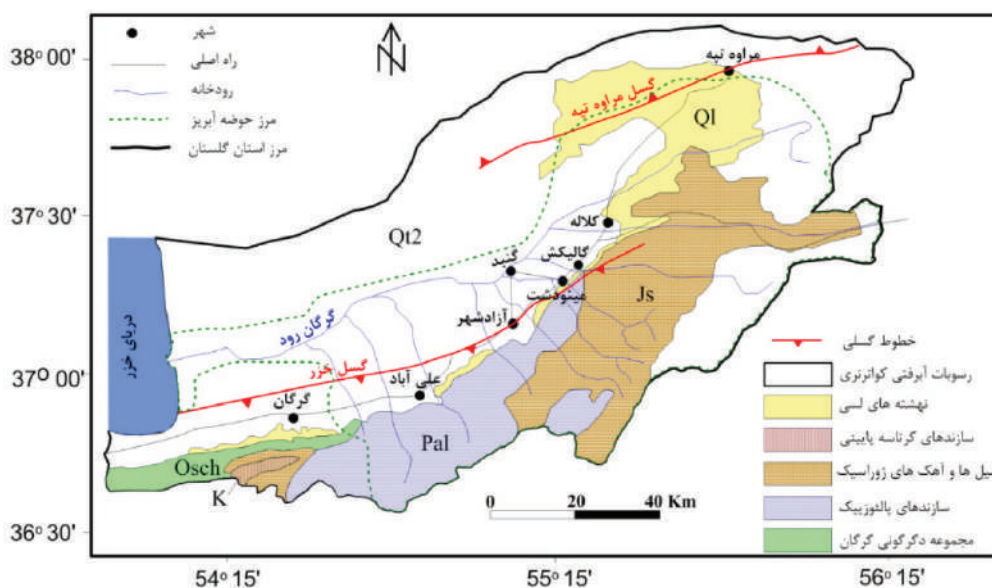 شهر
راه اصلی
رودخانه
مرز حوضه آبریز
مرز استان گلستان
N
38° 00'
37° 30'
37° 00'
36° 30'
54° 15'
55° 15'
56° 15'
مراوه تپه
گسل مراوه تپه
Ql
Qt2
کلاله
گالیکش
گنبد
مینودشت
Js
آزادشهر
گرگان رود
دریای خزر
گسل خزر
علی آباد
گرگان
Pal
Osch
K
0 20 40 Km
خطوط گسلی
رسوبات آبرفتی کواترنری
نهشته های لسی
سازندهای کرتاسه پابیتی
شیل ها و آهک های ژوراسیک
سازندهای پالئوزییک
مجموعه دگرگونی گرگان